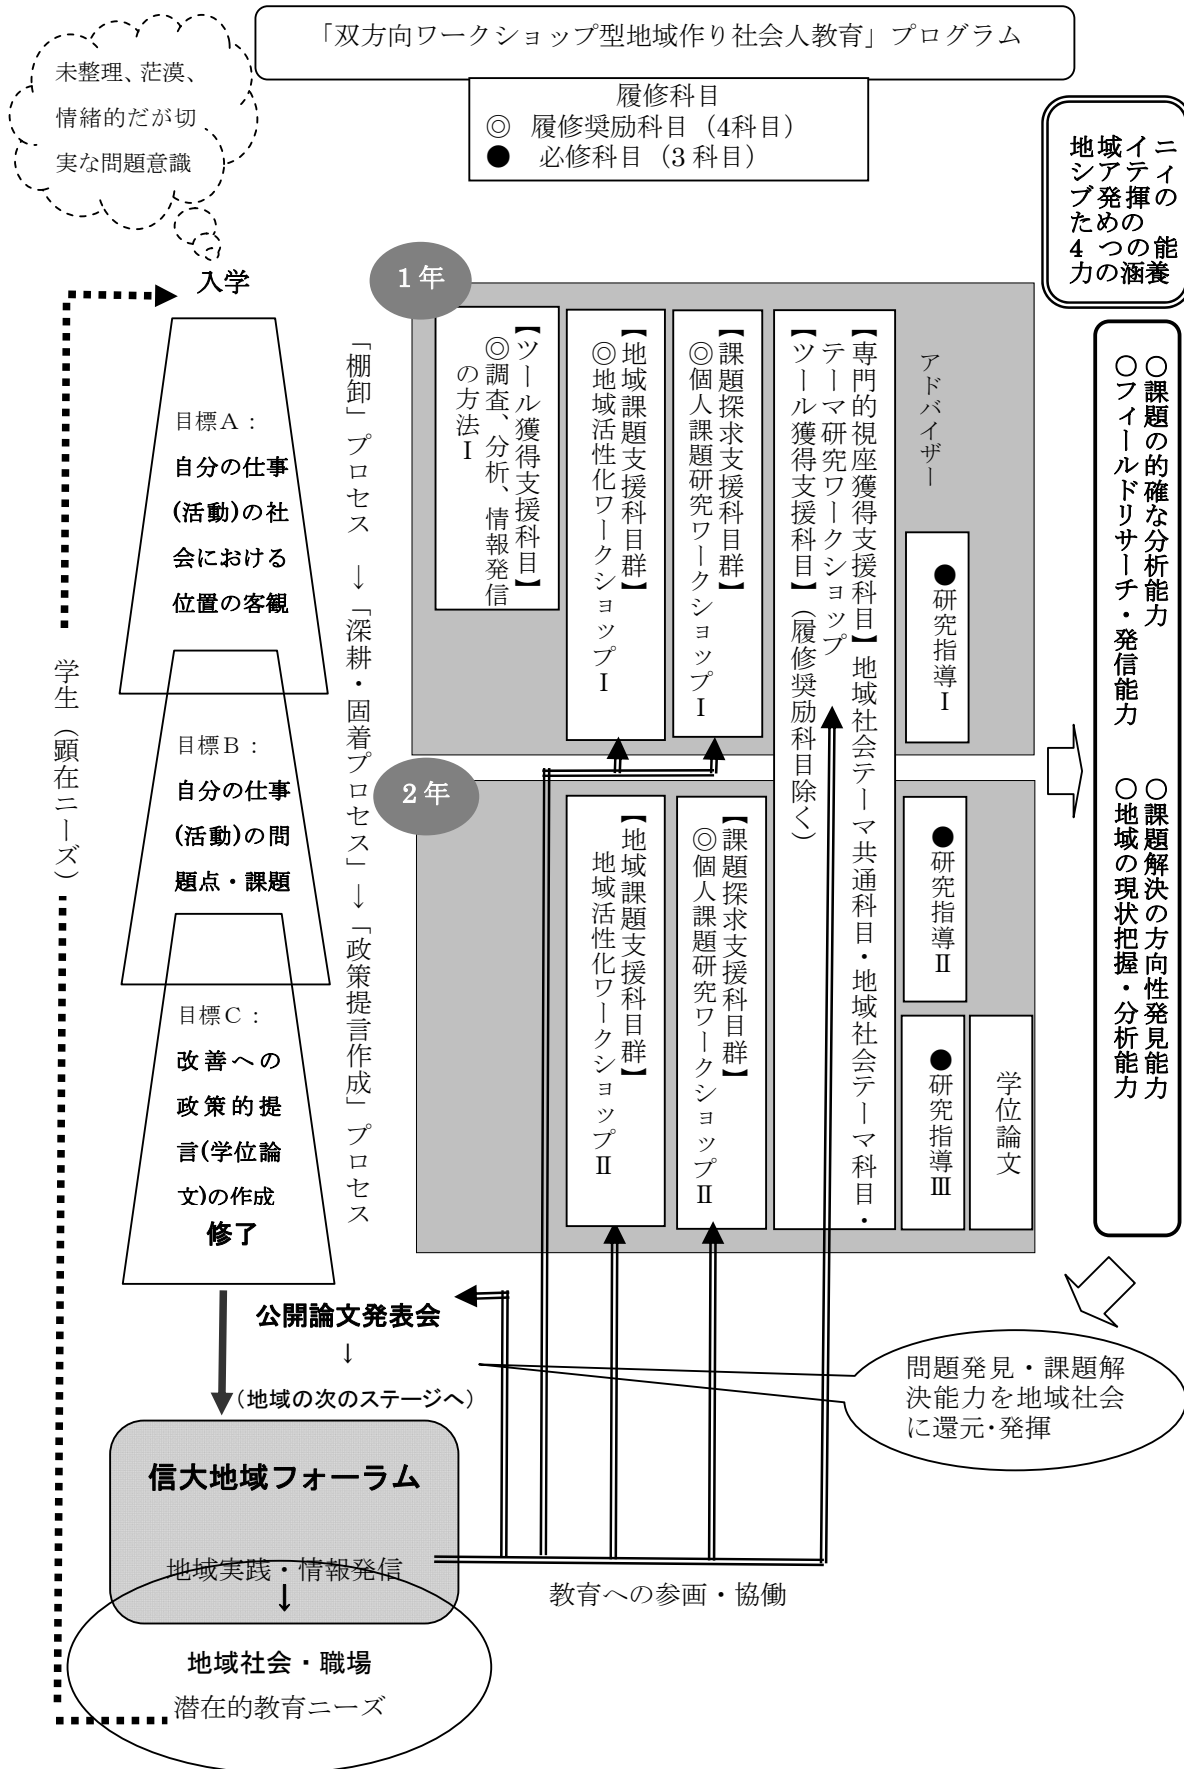 「双方向ワークショップ型地域作り社会人教育」プログラム
未整理、茫漠、
情緒的だが切
実な問題意識
履修科目
◎ 履修奨励科目（4科目）
● 必修科目（3科目）
地域イニ
シアティ
ブ発揮の
ための
4つの能
力の涵養
入学
目標A：
自分の仕事
(活動)の社
会における
位置の客観
目標B：
自分の仕事
(活動)の問
題点・課題
目標C：
改善への
政策的提
言(学位論
文)の作成
修了
「棚卸」プロセス →「深耕・固着プロセス」→「政策提言作成」プロセス
学生（顕在ニーズ）
1年
【ツール獲得支援科目】
◎調査、分析、情報発信
の方法Ⅰ
【地域課題支援科目群】
◎地域活性化ワークショップⅠ
【課題探求支援科目群】
◎個人課題研究ワークショップⅠ
【専門的視座獲得支援科目】地域社会テーマ共通科目・地域社会テーマ科目・
テーマ研究ワークショップ
【ツール獲得支援科目】（履修奨励科目除く）
アドバイザー
●研究指導Ⅰ
2年
【地域課題支援科目群】
地域活性化ワークショップⅡ
【課題探求支援科目群】
◎個人課題研究ワークショップⅡ
●研究指導Ⅱ
●研究指導Ⅲ
学位論文
○課題の的確な分析能力 ○課題解決の方向性発見能力
○フィールドリサーチ・発信能力 ○地域の現状把握・分析能力
公開論文発表会
↓
(地域の次のステージへ)
問題発見・課題解
決能力を地域社会
に還元・発揮
信大地域フォーラム
地域実践・情報発信
↓
教育への参画・協働
地域社会・職場
潜在的教育ニーズ